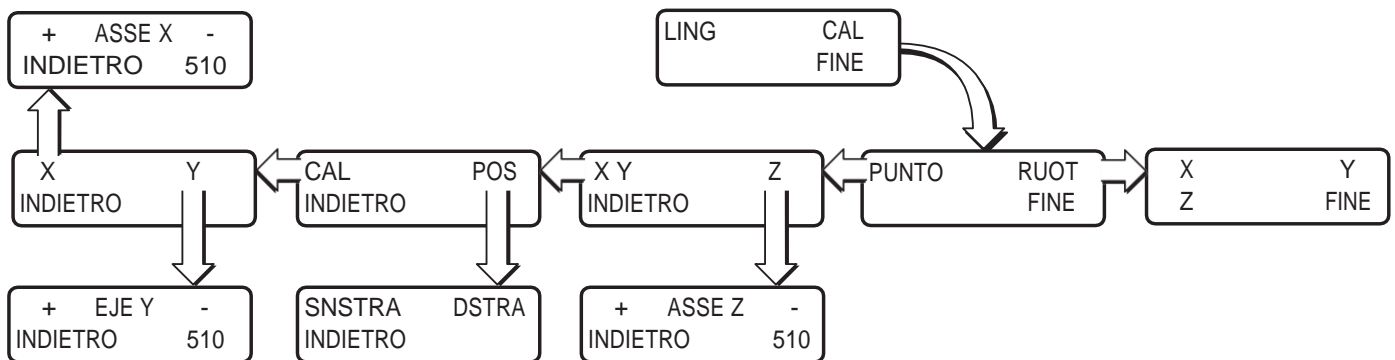 + ASSE X -
INDIETRO 510
LING CAL
FINE
X Y
INDIETRO
CAL POS
INDIETRO
X Y Z
INDIETRO
PUNTO RUOT
FINE
X Y
Z FINE
+ EJE Y -
INDIETRO 510
SNSTRA DSTRA
INDIETRO
+ ASSE Z -
INDIETRO 510